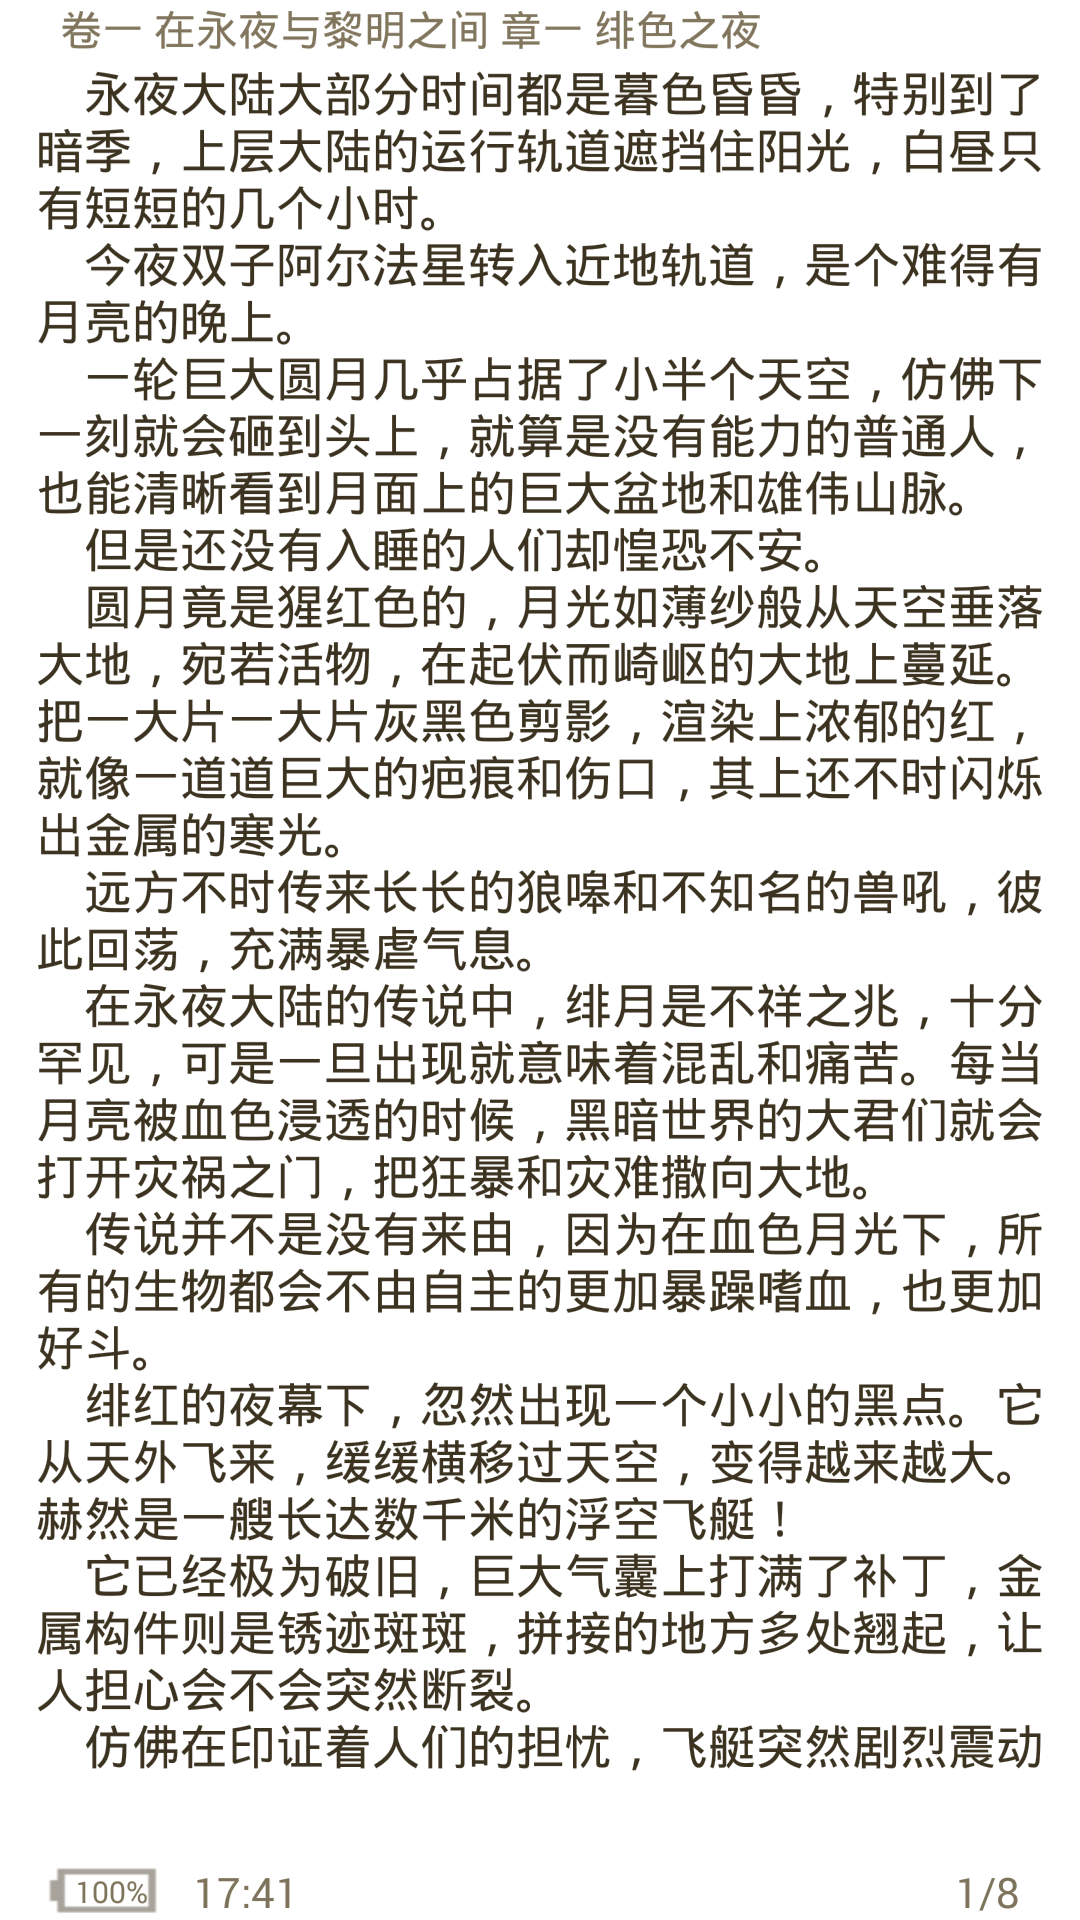 卷一 在永夜与黎明之间 章一 绯色之夜
永夜大陆大部分时间都是暮色昏昏，特别到了
暗季，上层大陆的运行轨道遮挡住阳光，白昼只
有短短的几个小时。
今夜双子阿尔法星转入近地轨道，是个难得有
月亮的晚上。
一轮巨大圆月几乎占据了小半个天空，仿佛下
一刻就会砸到头上，就算是没有能力的普通人，
也能清晰看到月面上的巨大盆地和雄伟山脉。
但是还没有入睡的人们却惶恐不安。
圆月竟是猩红色的，月光如薄纱般从天空垂落
大地，宛若活物，在起伏而崎岖的大地上蔓延。
把一大片一大片灰黑色剪影，渲染上浓郁的红，
就像一道道巨大的疤痕和伤口，其上还不时闪烁
出金属的寒光。
远方不时传来长长的狼嗥和不知名的兽吼，彼
此回荡，充满暴虐气息。
在永夜大陆的传说中，绯月是不祥之兆，十分
罕见，可是一旦出现就意味着混乱和痛苦。每当
月亮被血色浸透的时候，黑暗世界的大君们就会
打开灾祸之门，把狂暴和灾难撒向大地。
传说并不是没有来由，因为在血色月光下，所
有的生物都会不由自主的更加暴躁嗜血，也更加
好斗。
绯红的夜幕下，忽然出现一个小小的黑点。它
从天外飞来，缓缓横移过天空，变得越来越大。
赫然是一艘长达数千米的浮空飞艇！
它已经极为破旧，巨大气囊上打满了补丁，金
属构件则是锈迹斑斑，拼接的地方多处翘起，让
人担心会不会突然断裂。
仿佛在印证着人们的担忧，飞艇突然剧烈震动
100% 17:41 1/8